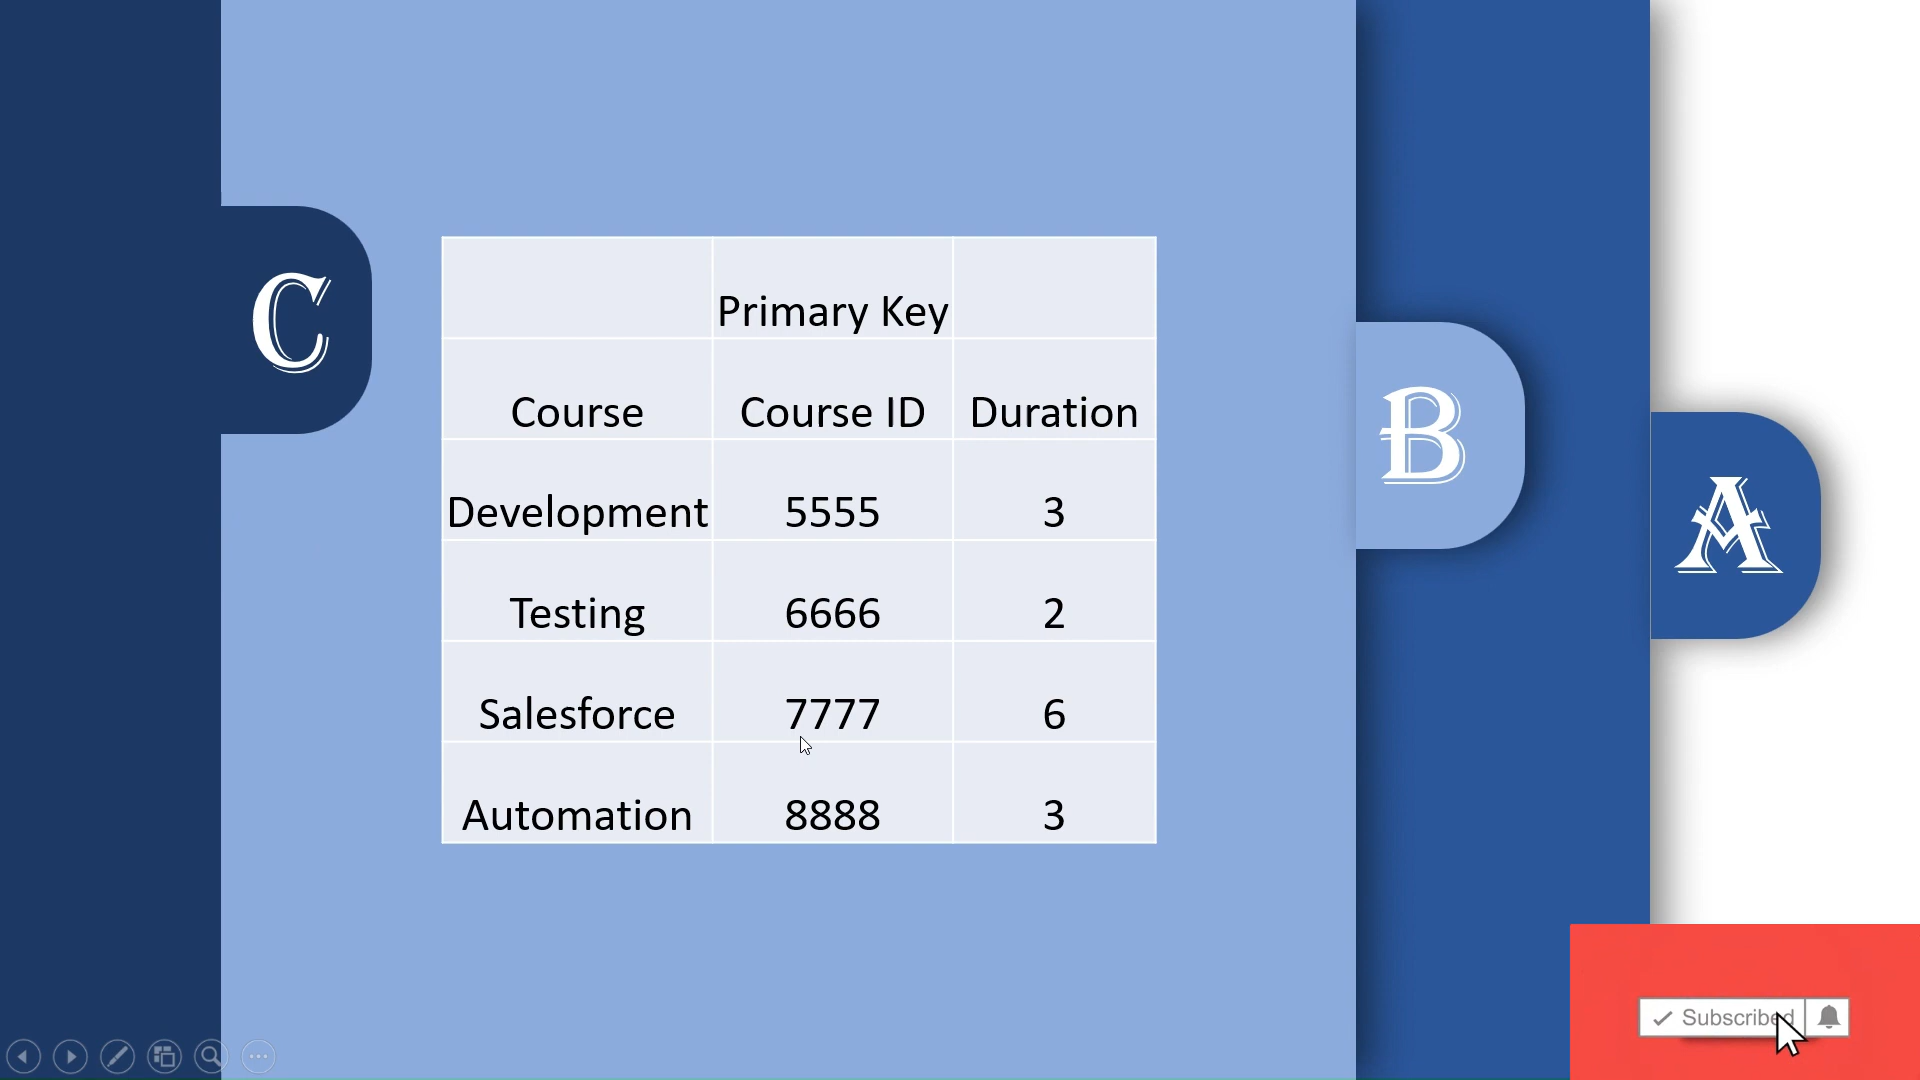 C
Primary Key
Course Course ID Duration
Development 5555 3
Testing 6666 2
Salesforce 7777 6
Automation 8888 3
B
A
Subscribed